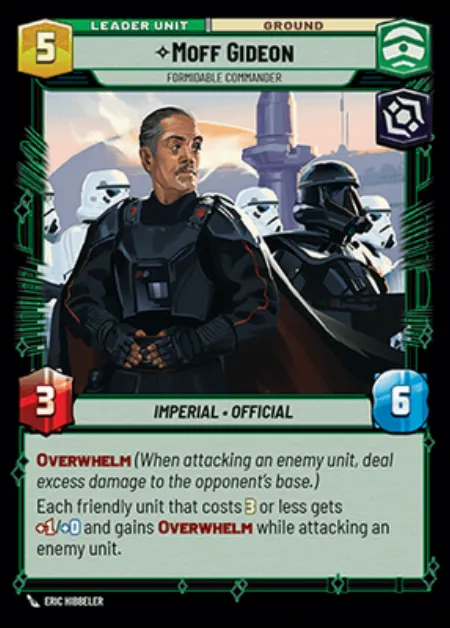 LEADER UNIT GROUND
5
MOFF GIDEON
FORMIDABLE COMMANDER
3
IMPERIAL • OFFICIAL
6
OVERWHELM (When attacking an enemy unit, deal
excess damage to the opponent's base.)
Each friendly unit that costs 3 or less gets
+1/+0 and gains OVERWHELM while attacking an
enemy unit.
ERIC HIBBELER